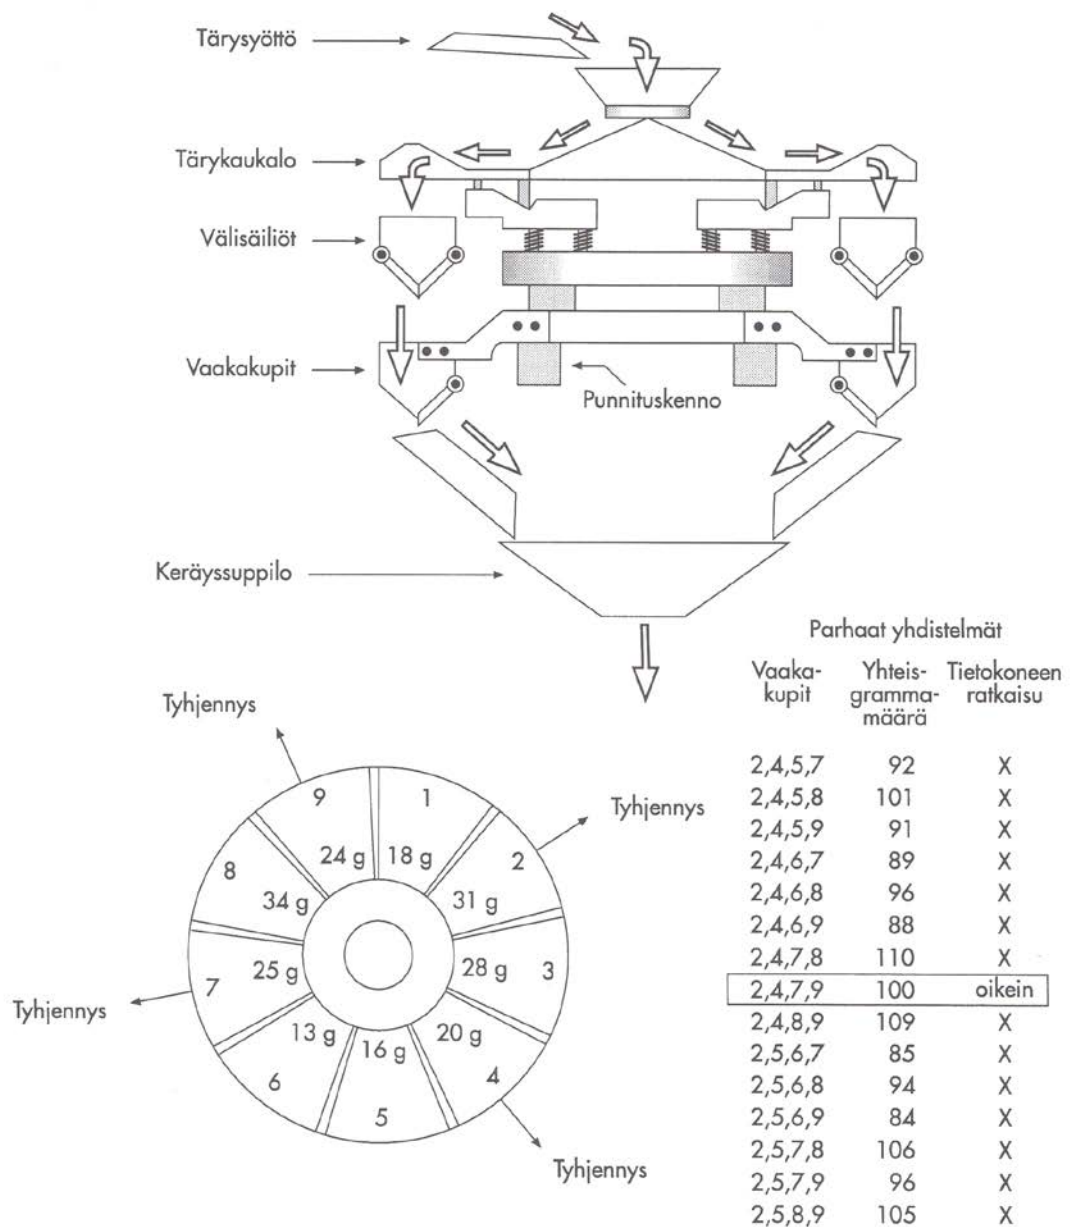 Tärysyöttö
Tärykaukalo
Välisäiliöt
Vaakakupit
Punnituskenno
Keräyssuppilo
Parhaat yhdistelmät
Vaaka- Yhteis- Tietokoneen
kupit gramma- ratkaisu
määrä
2,4,5,7 92 X
2,4,5,8 101 X
2,4,5,9 91 X
2,4,6,7 89 X
2,4,6,8 96 X
2,4,6,9 88 X
2,4,7,8 110 X
2,4,7,9 100 oikein
2,4,8,9 109 X
2,5,6,7 85 X
2,5,6,8 94 X
2,5,6,9 84 X
2,5,7,8 106 X
2,5,7,9 96 X
2,5,8,9 105 X
Tyhjennys
Tyhjennys
9 1
24 g 18 g
8 2
34 g 31 g
25 g 28 g
7 3
Tyhjennys
13 g 16 g 20 g
6 5 4
Tyhjennys